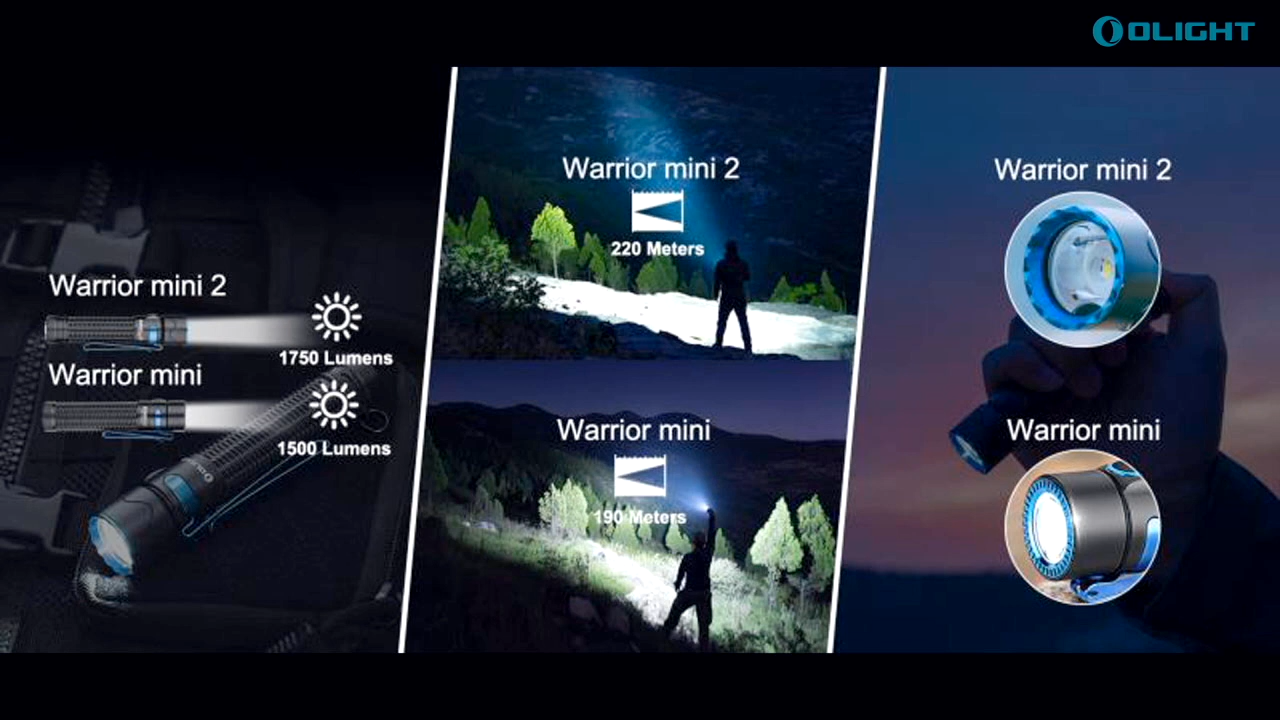 OLIGHT
Warrior mini 2
1750 Lumens
Warrior mini
1500 Lumens
Warrior mini 2
220 Meters
Warrior mini
190 Meters
Warrior mini 2
Warrior mini